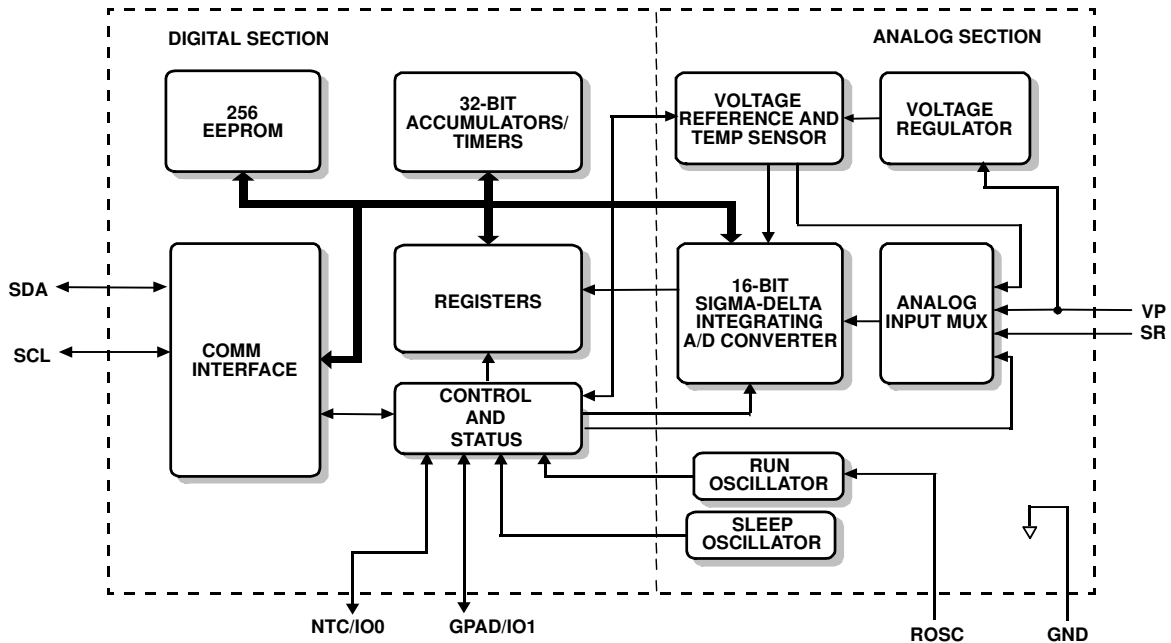 DIGITAL SECTION
ANALOG SECTION
256
EEPROM
32-BIT
ACCUMULATORS/
TIMERS
VOLTAGE
REFERENCE AND
TEMP SENSOR
VOLTAGE
REGULATOR
SDA
SCL
COMM
INTERFACE
REGISTERS
16-BIT
SIGMA-DELTA
INTEGRATING
A/D CONVERTER
ANALOG
INPUT MUX
VP
SR
CONTROL
AND
STATUS
RUN
OSCILLATOR
SLEEP
OSCILLATOR
NTC/IO0
GPAD/IO1
ROSC
GND